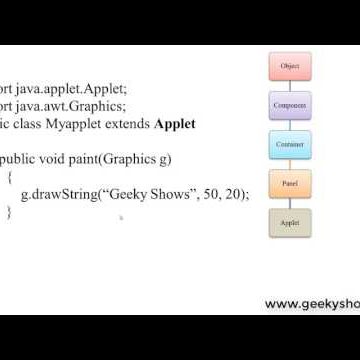 ort java.applet.Applet;
ort java.awt.Graphics;
ic class Myapplet extends Applet
public void paint(Graphics g)
{
g.drawString(“Geeky Shows”, 50, 20);
}
Object
Component
Container
Panel
Applet
www.geekysho